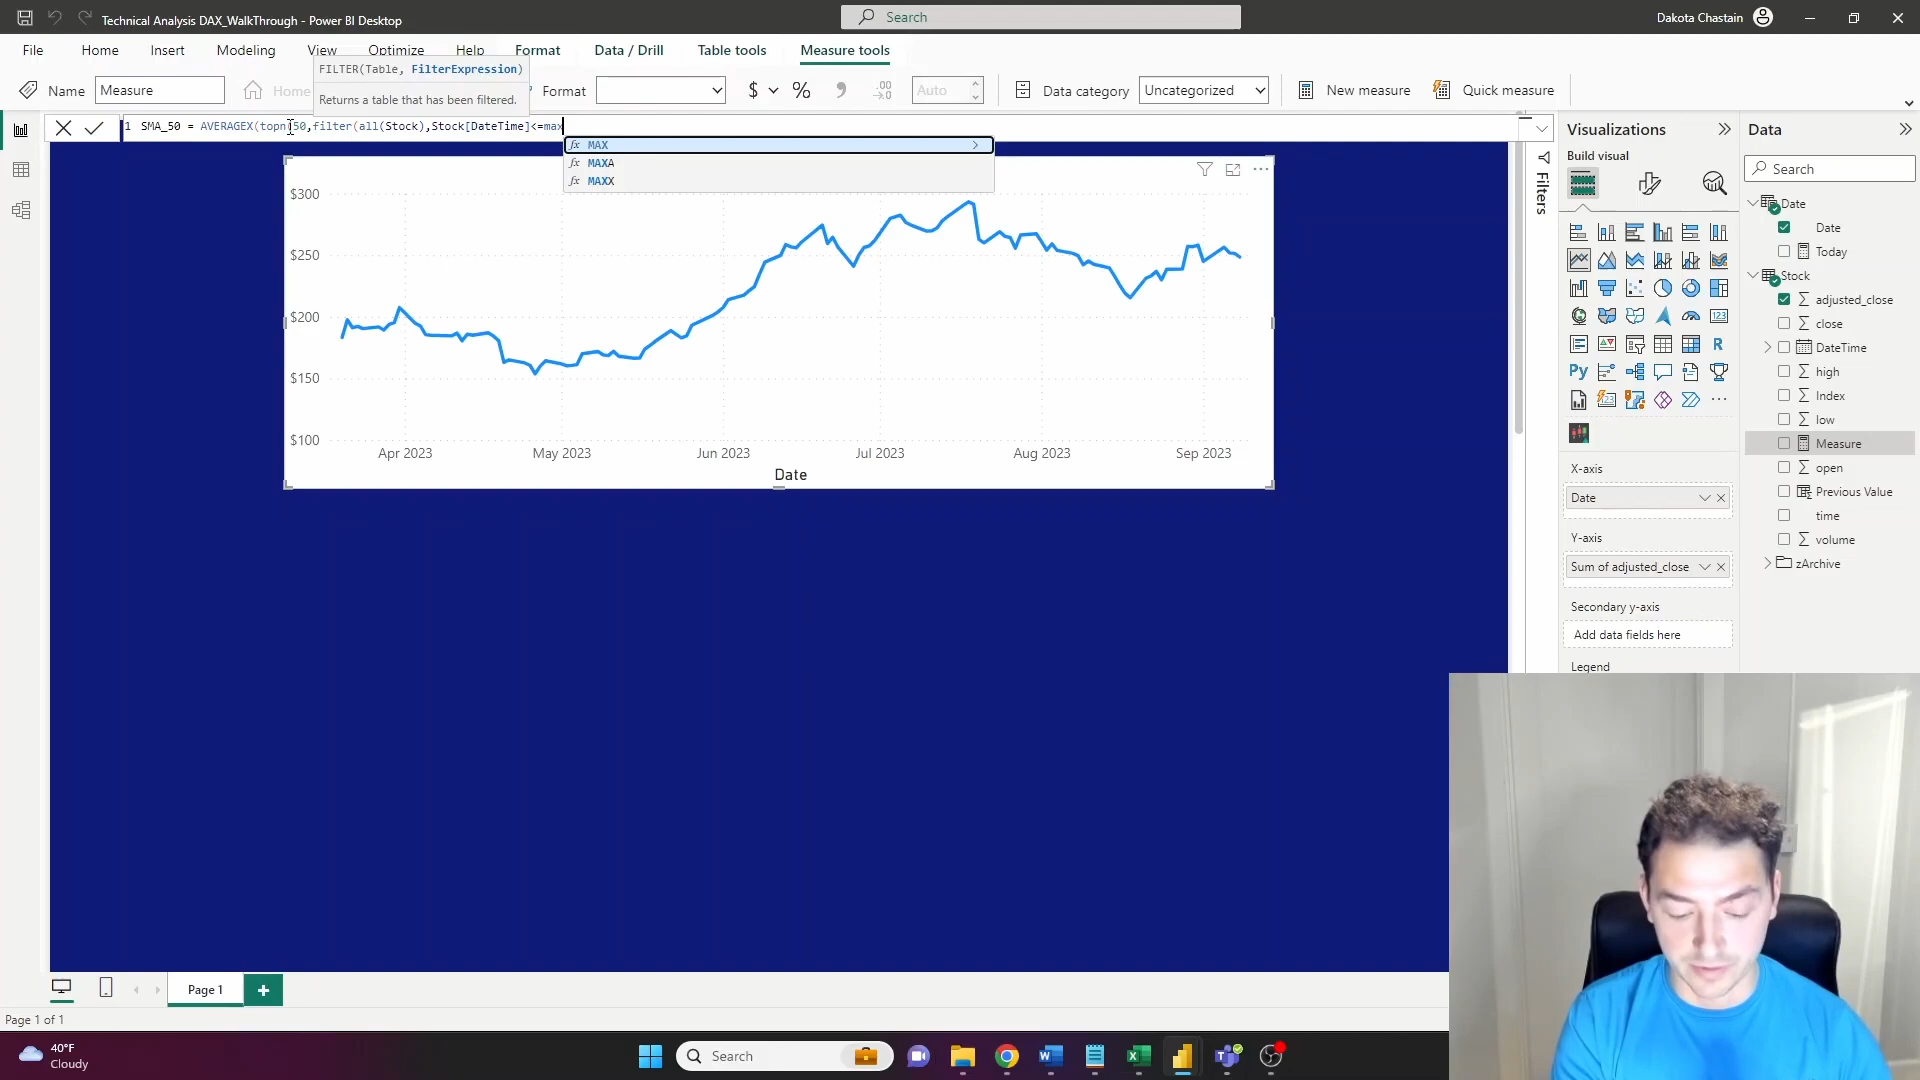 Technical Analysis DAX_WalkThrough - Power BI Desktop
Search
Dakota Chastain
File
Home
Insert
Modeling
View
Optimize
Help
Format
Data / Drill
Table tools
Measure tools
FILTER(Table, FilterExpression)
Returns a table that has been filtered.
Name
Measure
Home
Format
$
%
Auto
Data category
Uncategorized
New measure
Quick measure
1 SMA_50 = AVERAGEX(topn(50,filter(all(Stock),Stock[DateTime]<=max
MAX
MAXA
MAXX
$300
$250
$200
$150
$100
Apr 2023
May 2023
Jun 2023
Jul 2023
Aug 2023
Sep 2023
Date
Filters
Visualizations
Build visual
X-axis
Date
Y-axis
Sum of adjusted_close
Secondary y-axis
Add data fields here
Legend
Data
Search
Date
Date
Today
Stock
adjusted_close
close
DateTime
high
Index
low
Measure
open
Previous Value
time
volume
zArchive
Page 1
Page 1 of 1
40°F
Cloudy
Search